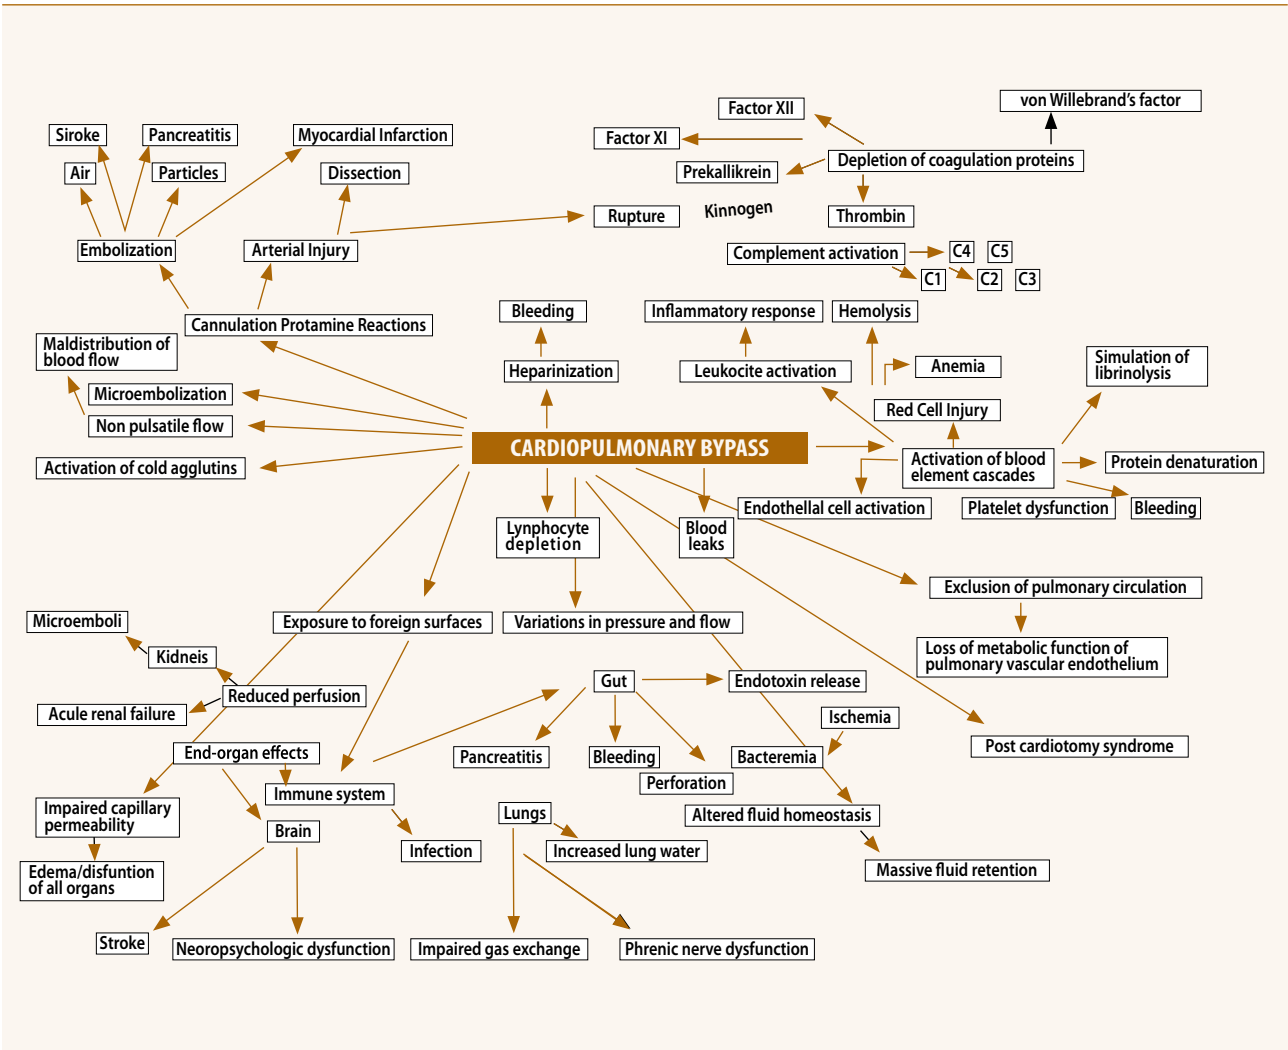 von Willebrand's factor
Factor XII
Siroke
Pancreatitis
Myocardial Infarction
Factor XI
Depletion of coagulation proteins
Air
Particles
Dissection
Prekallikrein
Rupture
Kinnogen
Thrombin
Embolization
Arterial Injury
Complement activation
C4
C5
C1
C2
C3
Cannulation Protamine Reactions
Bleeding
Inflammatory response
Hemolysis
Maldistribution of
blood flow
Heparinization
Leukocite activation
Anemia
Simulation of
librinolysis
Microembolization
Red Cell Injury
Non pulsatile flow
CARDIOPULMONARY BYPASS
Activation of cold agglutins
Activation of blood
element cascades
Protein denaturation
Endothellal cell activation
Platelet dysfunction
Bleeding
Lynphocyte
depletion
Blood
leaks
Exclusion of pulmonary circulation
Microemboli
Exposure to foreign surfaces
Variations in pressure and flow
Kidneis
Loss of metabolic function of
pulmonary vascular endothelium
Reduced perfusion
Gut
Endotoxin release
Acule renal failure
Ischemia
End-organ effects
Pancreatitis
Bleeding
Bacteremia
Post cardiotomy syndrome
Perforation
Immune system
Impaired capillary
permeability
Lungs
Altered fluid homeostasis
Brain
Infection
Increased lung water
Edema/disfuntion
of all organs
Massive fluid retention
Stroke
Neoropsychologic dysfunction
Impaired gas exchange
Phrenic nerve dysfunction